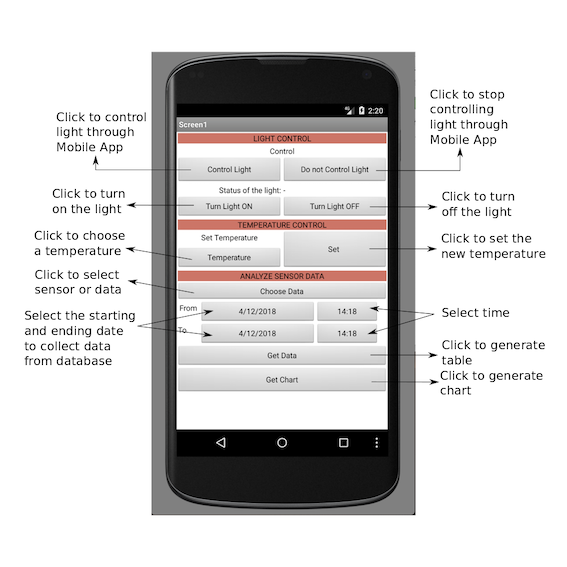 4G 2:20
Screen1
LIGHT CONTROL
Control
Control Light
Do not Control Light
Status of the light: -
Turn Light ON
Turn Light OFF
TEMPERATURE CONTROL
Set Temperature
Temperature
Set
ANALYZE SENSOR DATA
Choose Data
From
4/12/2018
14:18
To
4/12/2018
14:18
Get Data
Get Chart
Click to control
light through
Mobile App
Click to turn
on the light
Click to choose
a temperature
Click to select
sensor or data
Select the starting
and ending date
to collect data
from database
Click to stop
controlling
light through
Mobile App
Click to turn
off the light
Click to set the
new temperature
Select time
Click to generate
table
Click to generate
chart